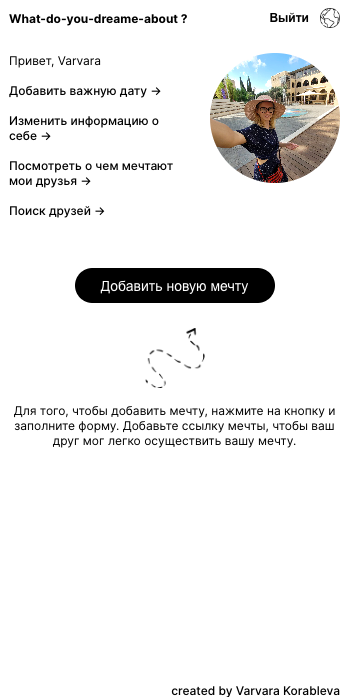 What-do-you-dreame-about ?
Выйти
Привет, Varvara
Добавить важную дату →
Изменить информацию о
себе →
Посмотреть о чем мечтают
мои друзья →
Поиск друзей →
Добавить новую мечту
Для того, чтобы добавить мечту, нажмите на кнопку и
заполните форму. Добавьте ссылку мечты, чтобы ваш
друг мог легко осуществить вашу мечту.
created by Varvara Korableva